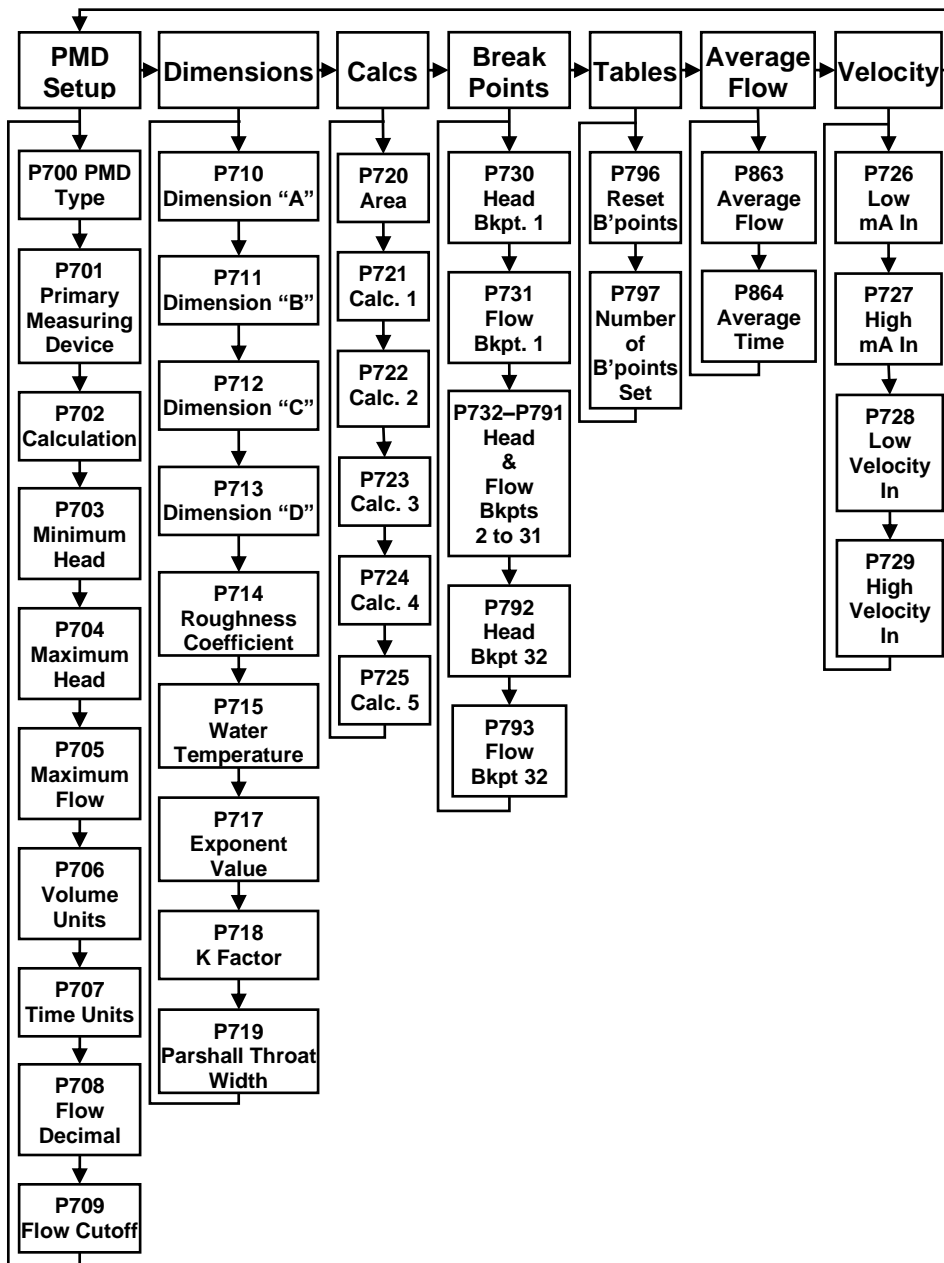 PMD
Setup
Dimensions
Calcs
Break
Points
Tables
Average
Flow
Velocity
P700 PMD
Type
P701
Primary
Measuring
Device
P702
Calculation
P703
Minimum
Head
P704
Maximum
Head
P705
Maximum
Flow
P706
Volume
Units
P707
Time Units
P708
Flow
Decimal
P709
Flow Cutoff
P710
Dimension “A”
P711
Dimension “B”
P712
Dimension “C”
P713
Dimension “D”
P714
Roughness
Coefficient
P715
Water
Temperature
P717
Exponent
Value
P718
K Factor
P719
Parshall Throat
Width
P720
Area
P721
Calc. 1
P722
Calc. 2
P723
Calc. 3
P724
Calc. 4
P725
Calc. 5
P730
Head
Bkpt. 1
P731
Flow
Bkpt. 1
P732–P791
Head
&
Flow
Bkpts
2 to 31
P792
Head
Bkpt 32
P793
Flow
Bkpt 32
P796
Reset
B’points
P797
Number
of
B’points
Set
P863
Average
Flow
P864
Average
Time
P726
Low
mA In
P727
High
mA In
P728
Low
Velocity
In
P729
High
Velocity
In